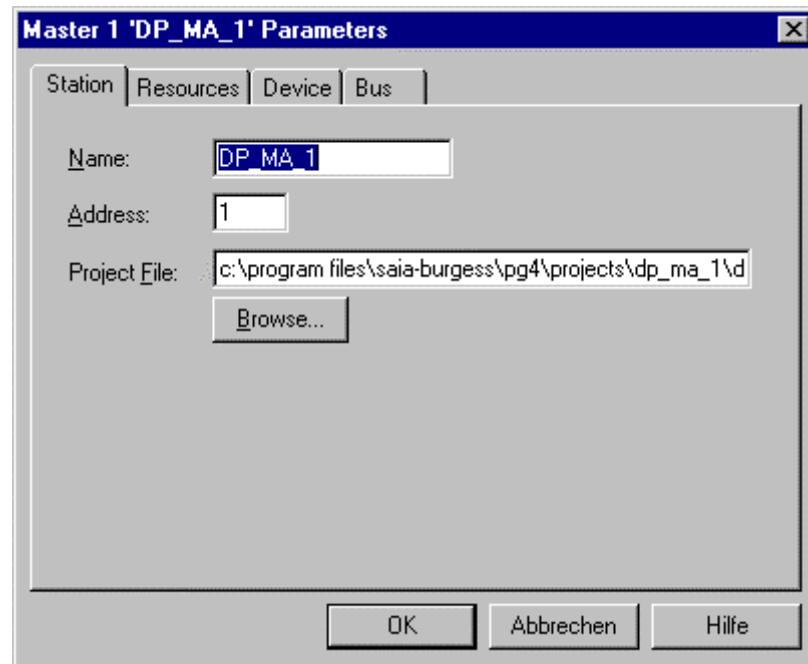 Master 1 'DP_MA_1' Parameters
Station Resources Device Bus
Name: DP_MA_1
Address: 1
Project File: c:\program files\saia-burgess\pg4\projects\dp_ma_1\d
Browse...
OK Abbrechen Hilfe